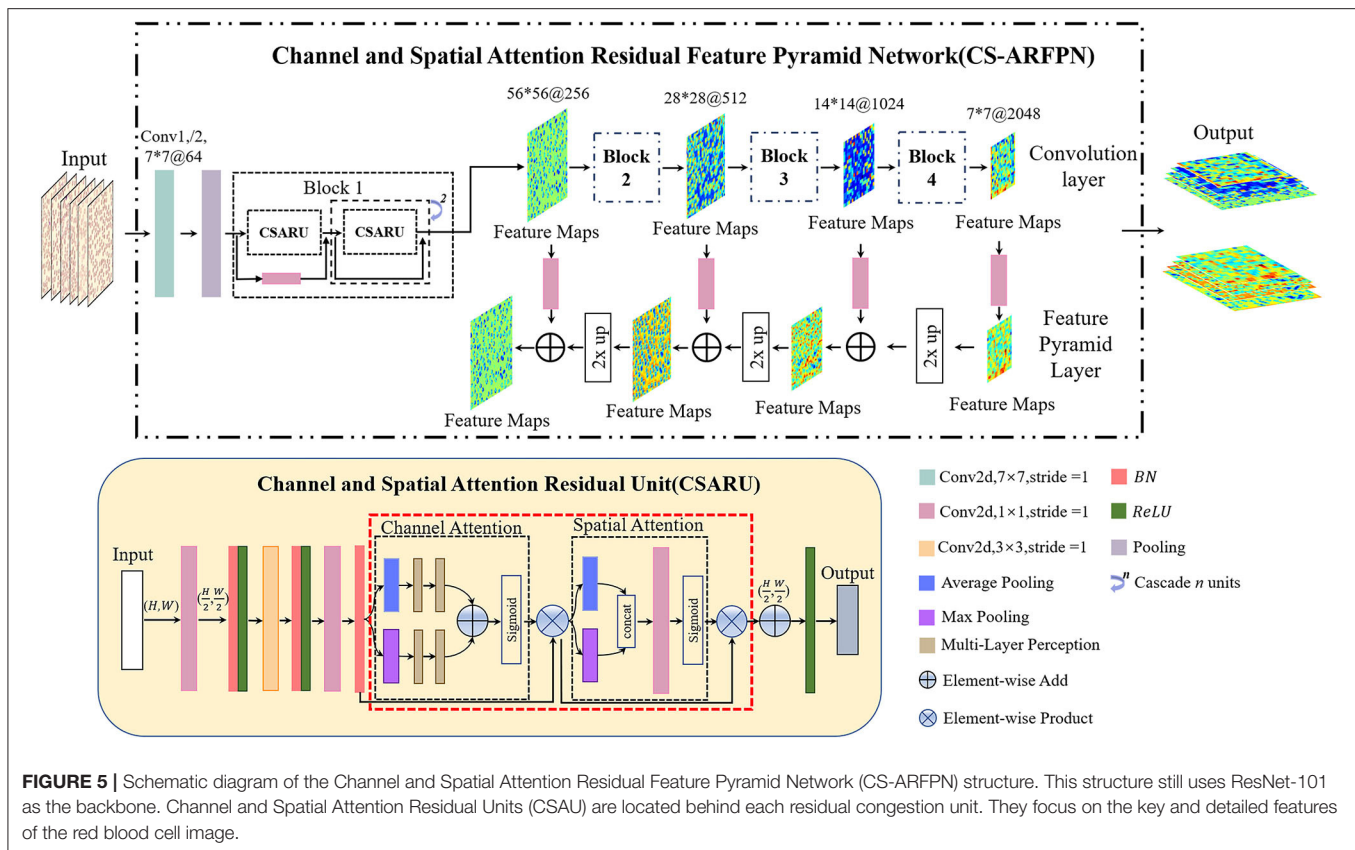 Channel and Spatial Attention Residual Feature Pyramid Network(CS-ARFPN)
Input
Conv1,/2,
7*7@64
Block 1
CSARU
CSARU
2
56*56@256
28*28@512
14*14@1024
7*7@2048
Block
2
Block
3
Block
4
Convolution
layer
Output
Feature Maps
Feature Maps
Feature Maps
Feature Maps
2x up
2x up
2x up
Feature
Pyramid
Layer
Feature Maps
Feature Maps
Feature Maps
Feature Maps
Channel and Spatial Attention Residual Unit(CSARU)
Input
(H,W)
(H/2,W/2)
Channel Attention
Sigmoid
Spatial Attention
concat
Sigmoid
(H/2,W/2)
Output
Conv2d,7×7,stride =1
Conv2d,1×1,stride =1
Conv2d,3×3,stride =1
Average Pooling
Max Pooling
Multi-Layer Perception
Element-wise Add
Element-wise Product
BN
ReLU
Pooling
n Cascade n units
FIGURE 5 | Schematic diagram of the Channel and Spatial Attention Residual Feature Pyramid Network (CS-ARFPN) structure. This structure still uses ResNet-101
as the backbone. Channel and Spatial Attention Residual Units (CSAU) are located behind each residual congestion unit. They focus on the key and detailed features
of the red blood cell image.